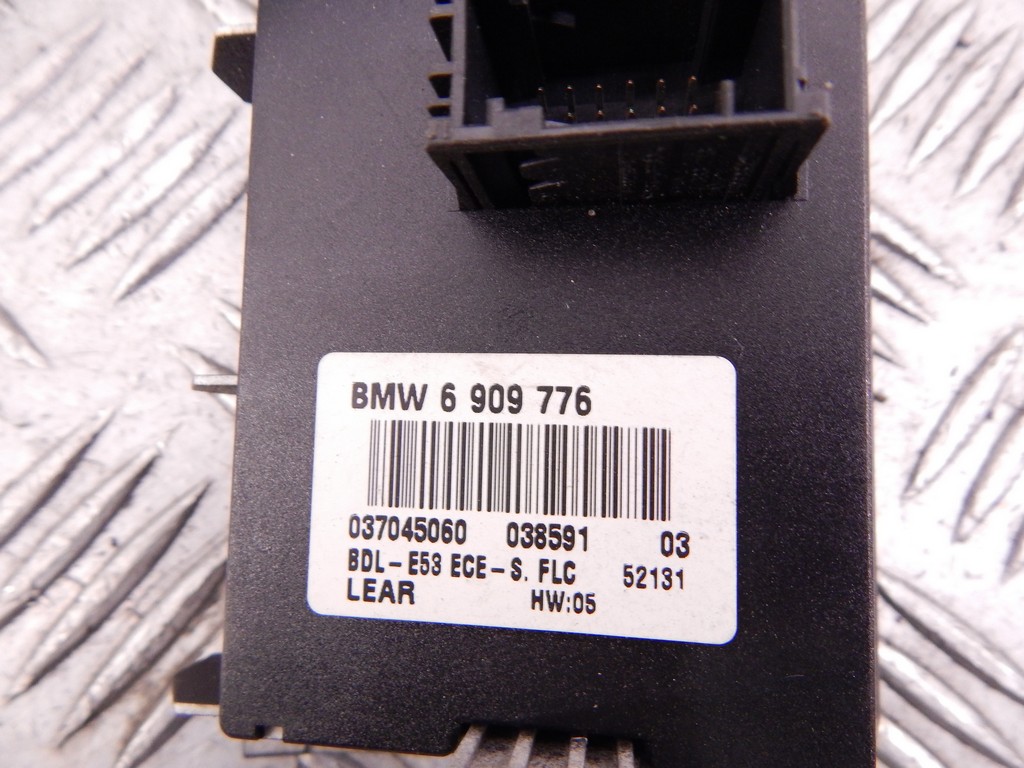 BMW 6 909 776
037045060 038591 03
BDL-E53 ECE-S. FLC 52131
LEAR HW:05